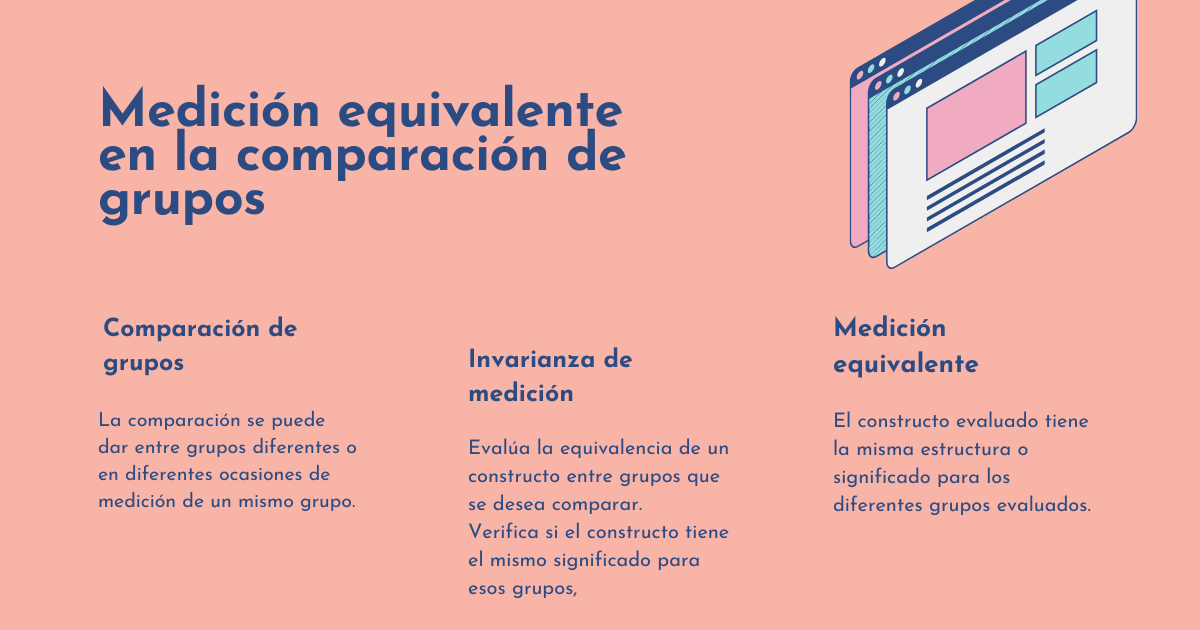 Medición equivalente
en la comparación de
grupos
Comparación de
grupos
La comparación se puede
dar entre grupos diferentes o
en diferentes ocasiones de
medición de un mismo grupo.
Invarianza de
medición
Evalúa la equivalencia de un
constructo entre grupos que
se desea comparar.
Verifica si el constructo tiene
el mismo significado para
esos grupos,
Medición
equivalente
El constructo evaluado tiene
la misma estructura o
significado para los
diferentes grupos evaluados.